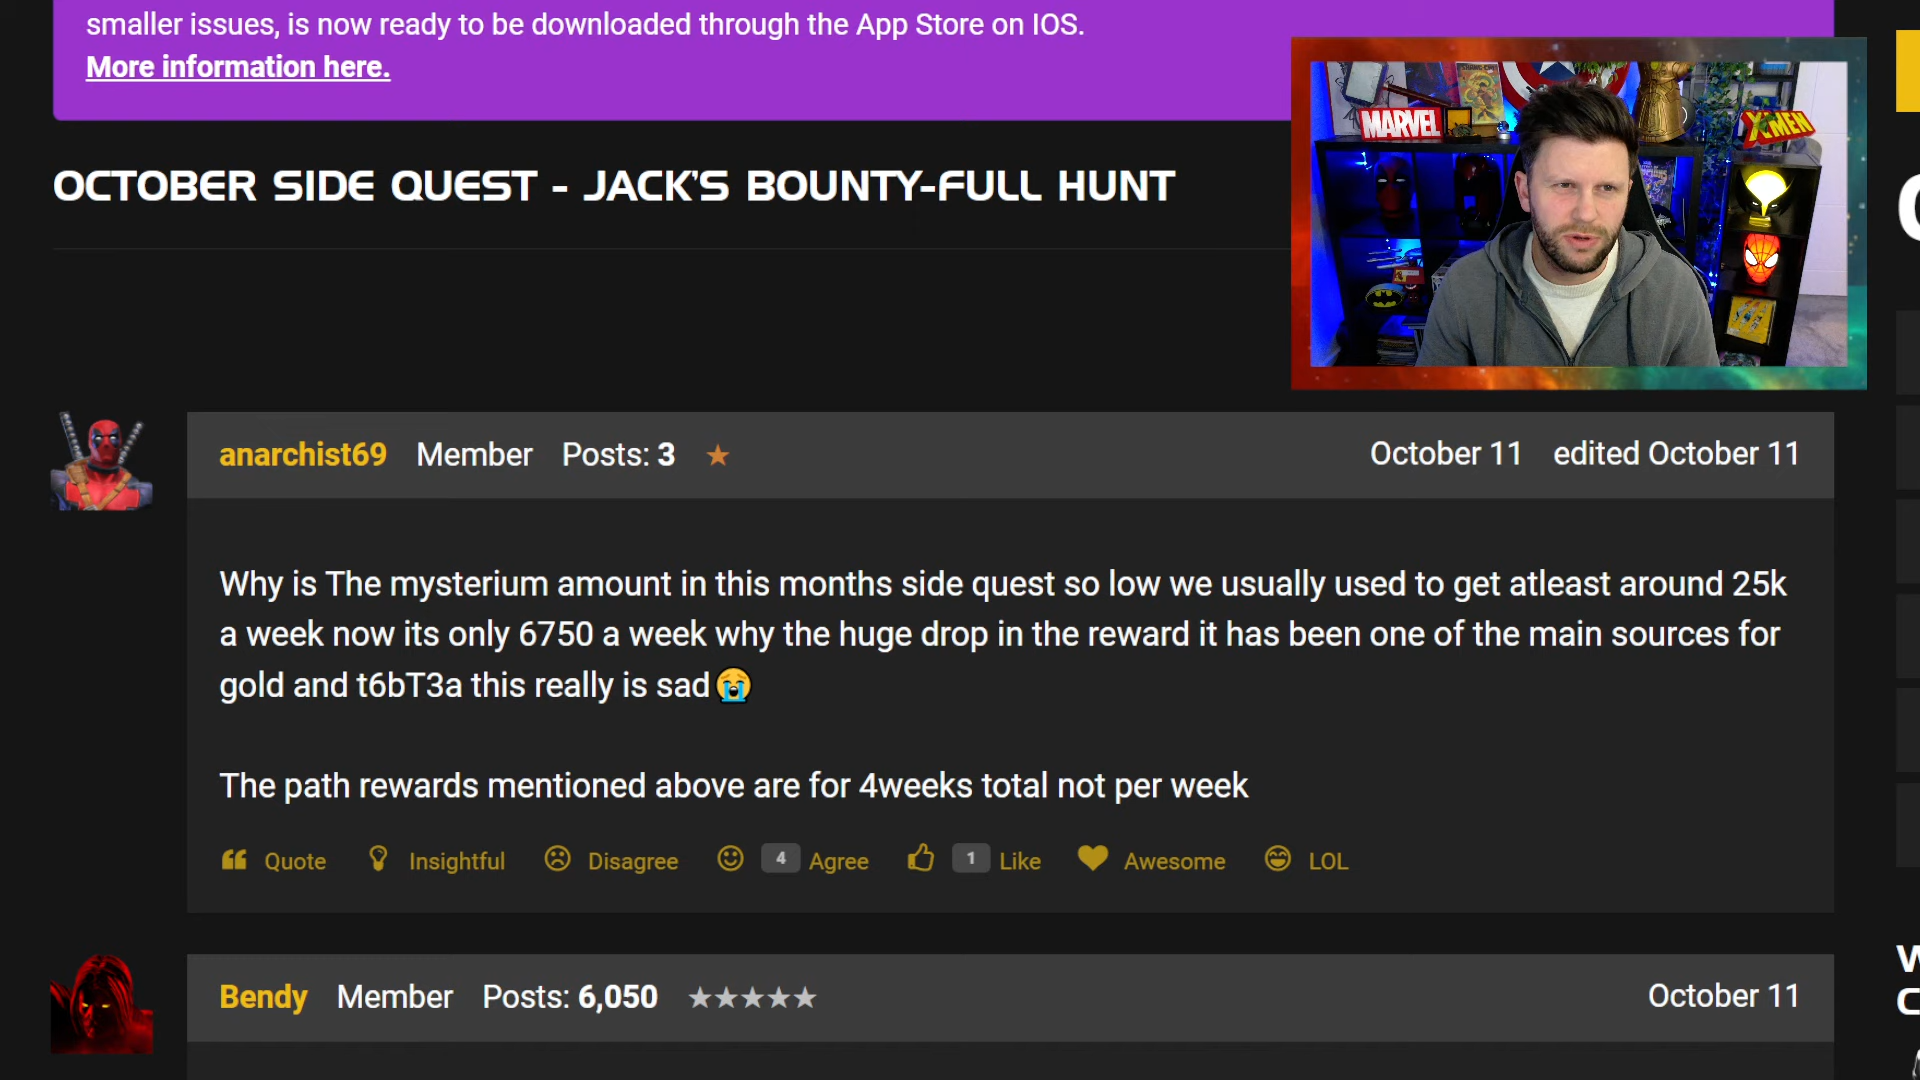 smaller issues, is now ready to be downloaded through the App Store on IOS.
More information here.
MARVEL
X-MEN
OCTOBER SIDE QUEST - JACK'S BOUNTY-FULL HUNT
anarchist69 Member Posts: 3 ★ October 11 edited October 11
Why is The mysterium amount in this months side quest so low we usually used to get atleast around 25k
a week now its only 6750 a week why the huge drop in the reward it has been one of the main sources for
gold and t6bT3a this really is sad😭
The path rewards mentioned above are for 4weeks total not per week
Quote Insightful Disagree 4 Agree 1 Like Awesome LOL
Bendy Member Posts: 6,050 ★★★★★ October 11